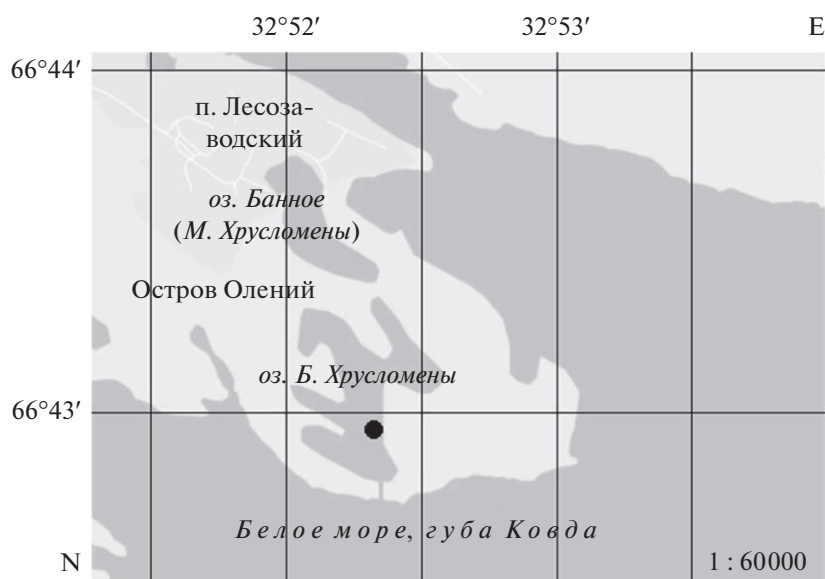 32°52′ 32°53′ E
66°44′
п. Лесоза-
водский
оз. Банное
(М. Хрусломены)
Остров Олений
оз. Б. Хрусломены
66°43′
Белое море, губа Ковда
N 1 : 60000